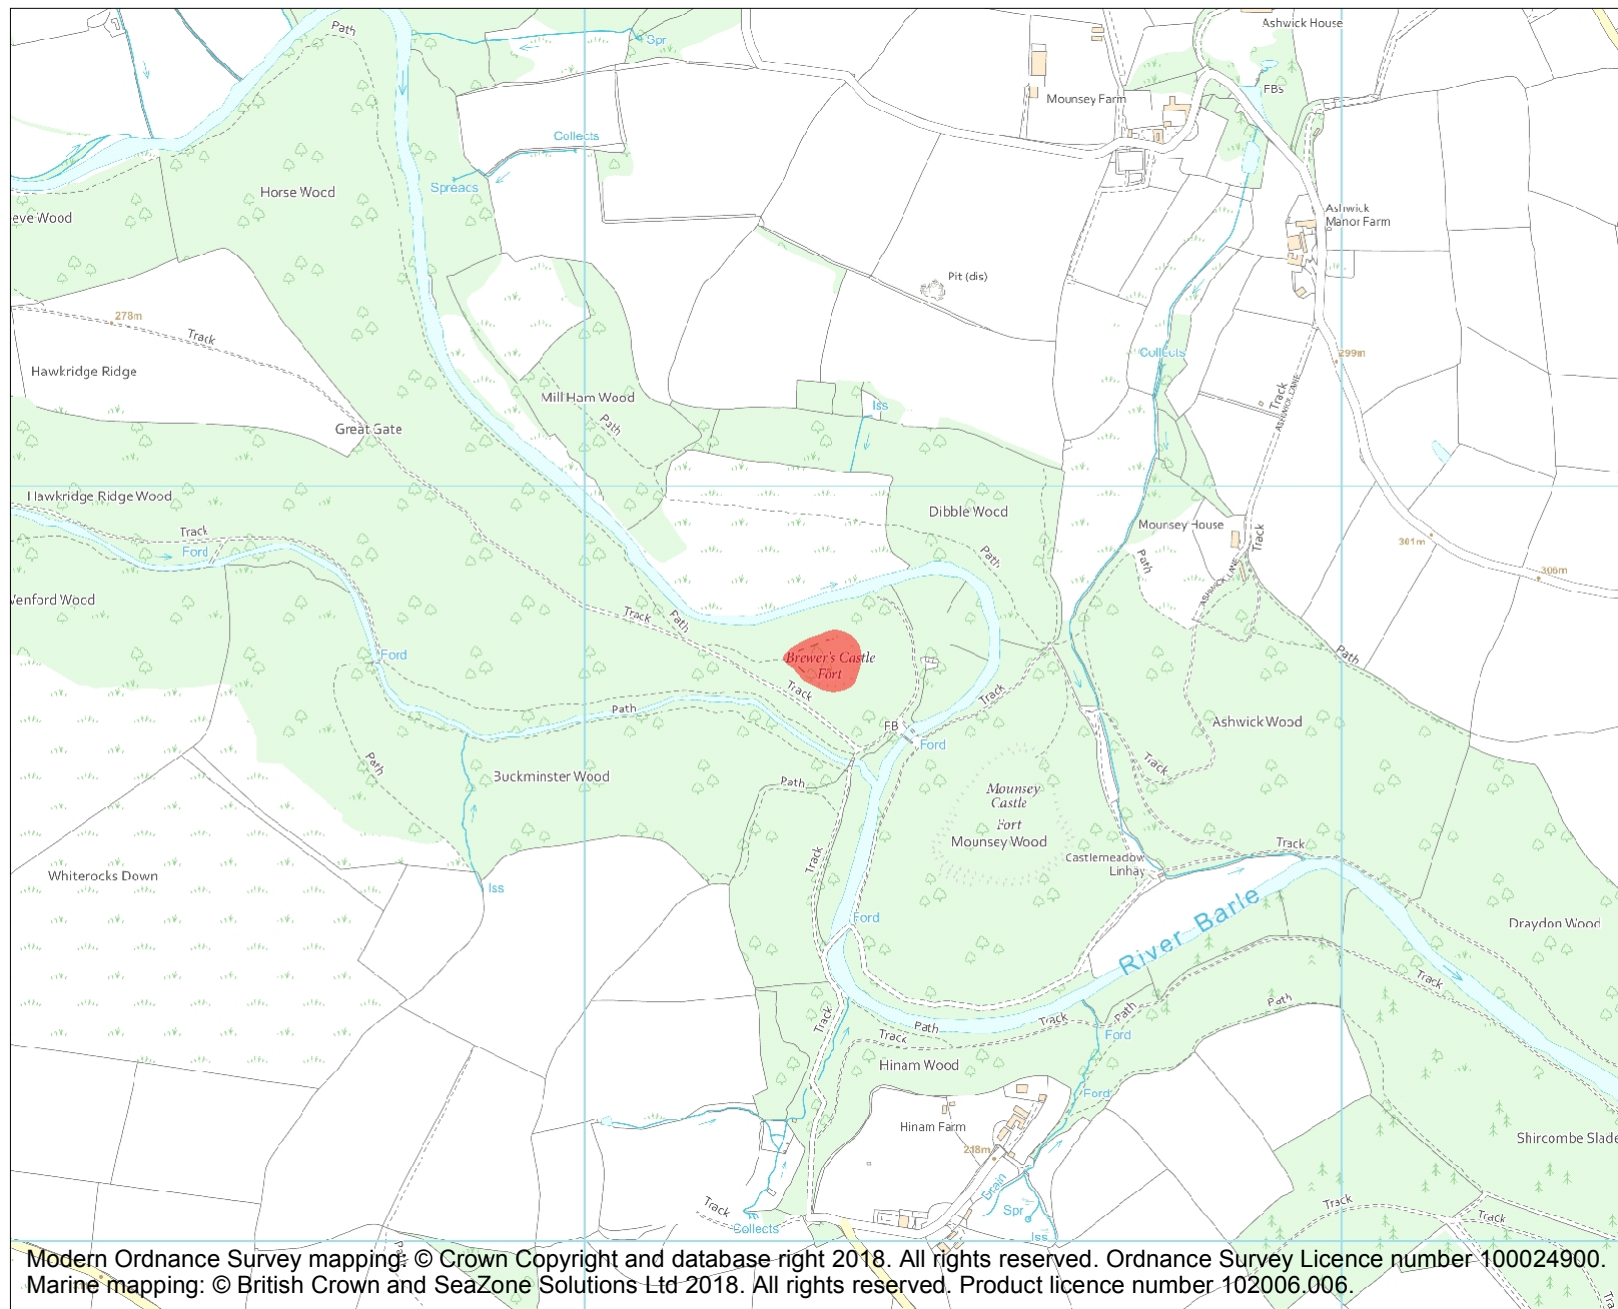 Path
Ashwick House
Spr
FBs
Mounsey Farm
Collects
Spreads
Horse Wood
eve Wood
Ashwick
Manor Farm
Pit (dis)
278m
Track
Collects
299m
Hawkridge Ridge
Track
ASHWICK LANE
Mill Ham Wood
Iss
Path
Great Gate
Hawkridge Ridge Wood
Dibble Wood
Mounsey House
Track
Track
301m
Ford
Path
Path
306m
ASHWICK LANE
Venford Wood
Track
Path
Ford
Brewer's Castle
Fort
Path
Track
Track
Path
Ashwick Wood
FB
Ford
Path
Track
Buckminster Wood
Path
Mounsey
Castle
Fort
Mounsey Wood
Track
Track
Castlemeadow
Linhay
Whiterocks Down
Iss
Ford
River Barle
Draydon Wood
Track
Path
Path
Track
Track
Path
Track
Ford
Hinam Wood
Ford
Hinam Farm
Shircombe Slade
218m
Drain
Track
Spr
Track
Track
Collects
Iss
Path
Modern Ordnance Survey mapping: © Crown Copyright and database right 2018. All rights reserved. Ordnance Survey Licence number 100024900.
Marine mapping: © British Crown and SeaZone Solutions Ltd 2018. All rights reserved. Product licence number 102006.006.